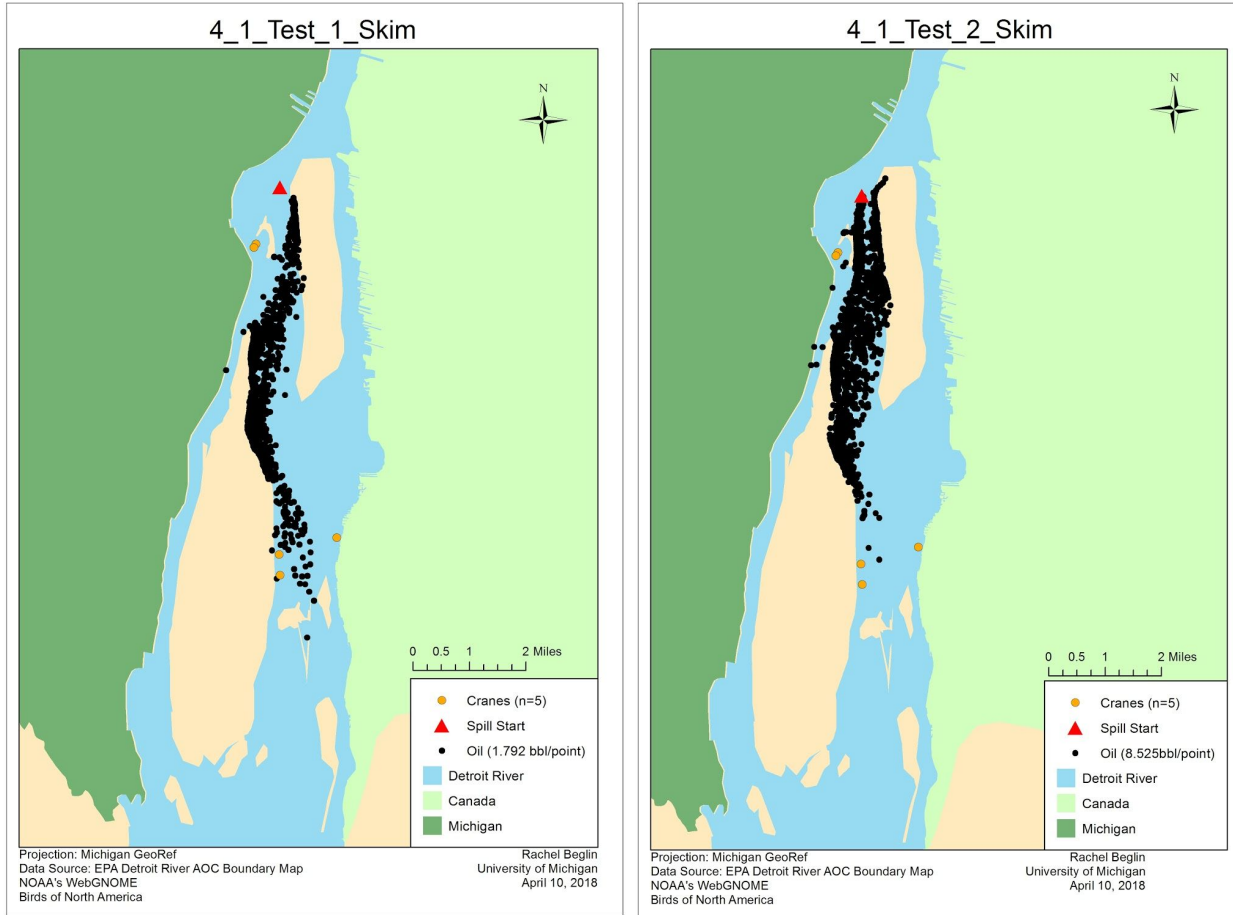 4_1_Test_1_Skim
N
0 0.5 1 2 Miles
Cranes (n=5)
Spill Start
Oil (1.792 bbl/point)
Detroit River
Canada
Michigan
Projection: Michigan GeoRef
Data Source: EPA Detroit River AOC Boundary Map
NOAA's WebGNOME
Birds of North America
Rachel Beglin
University of Michigan
April 10, 2018
4_1_Test_2_Skim
N
0 0.5 1 2 Miles
Cranes (n=5)
Spill Start
Oil (8.525bbl/point)
Detroit River
Canada
Michigan
Projection: Michigan GeoRef
Data Source: EPA Detroit River AOC Boundary Map
NOAA's WebGNOME
Birds of North America
Rachel Beglin
University of Michigan
April 10, 2018